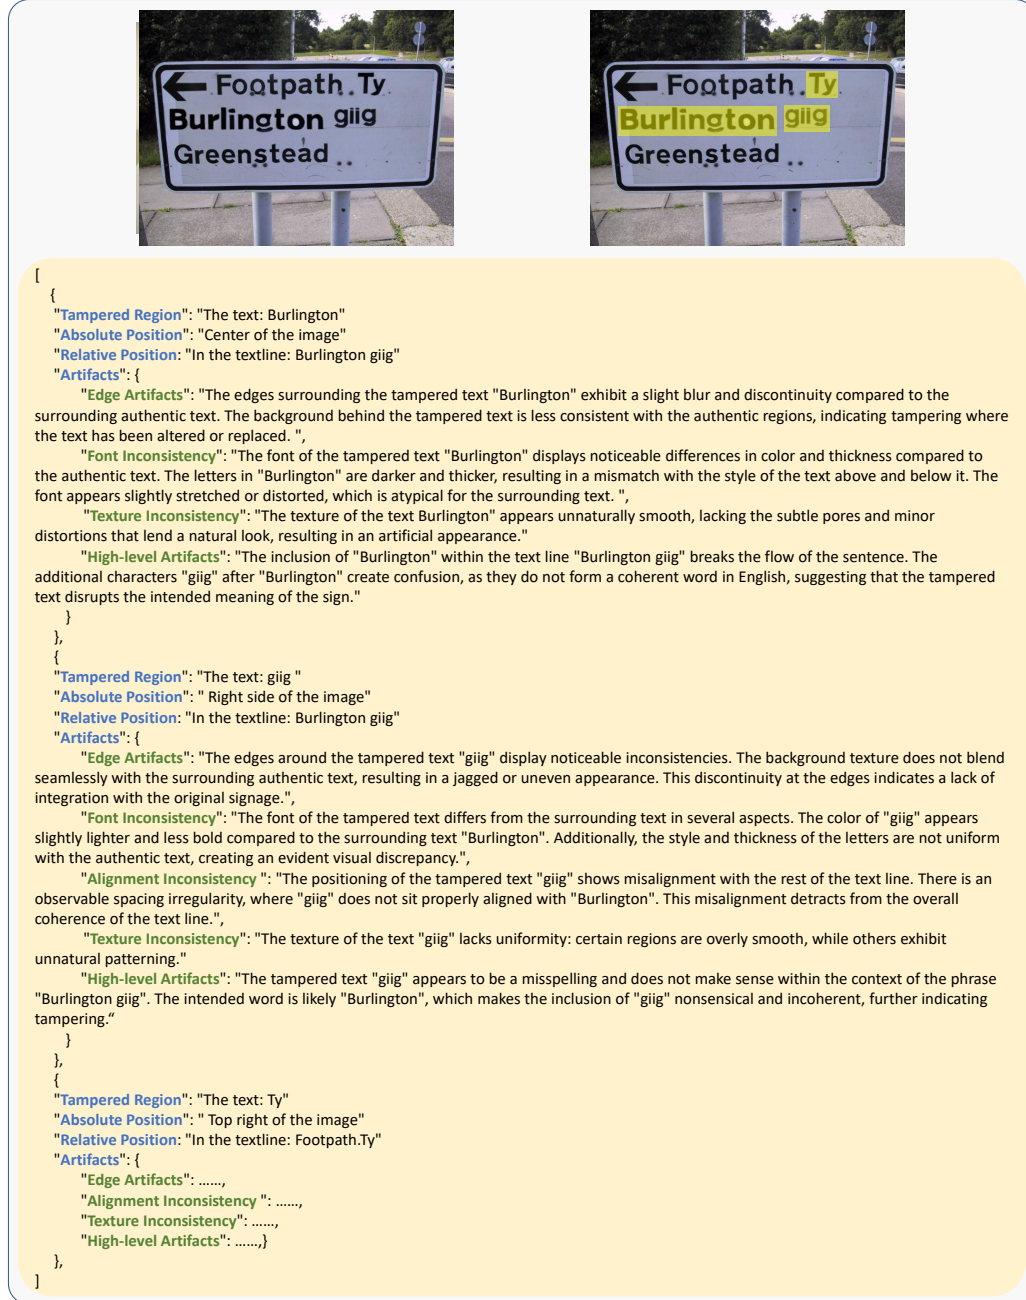 Footpath.Ty
Burlington giig
Greenstead
Footpath.Ty
Burlington giig
Greenstead
[
{
"Tampered Region": "The text: Burlington"
"Absolute Position": "Center of the image"
"Relative Position: "In the textline: Burlington giig"
"Artifacts": {
"Edge Artifacts": "The edges surrounding the tampered text "Burlington" exhibit a slight blur and discontinuity compared to the
surrounding authentic text. The background behind the tampered text is less consistent with the authentic regions, indicating tampering where
the text has been altered or replaced. ",
"Font Inconsistency": "The font of the tampered text "Burlington" displays noticeable differences in color and thickness compared to
the authentic text. The letters in "Burlington" are darker and thicker, resulting in a mismatch with the style of the text above and below it. The
font appears slightly stretched or distorted, which is atypical for the surrounding text. ",
"Texture Inconsistency": "The texture of the text Burlington" appears unnaturally smooth, lacking the subtle pores and minor
distortions that lend a natural look, resulting in an artificial appearance."
"High-level Artifacts": "The inclusion of "Burlington" within the text line "Burlington giig" breaks the flow of the sentence. The
additional characters "giig" after "Burlington" create confusion, as they do not form a coherent word in English, suggesting that the tampered
text disrupts the intended meaning of the sign."
}
},
{
"Tampered Region": "The text: giig "
"Absolute Position": " Right side of the image"
"Relative Position: "In the textline: Burlington giig"
"Artifacts": {
"Edge Artifacts": "The edges around the tampered text "giig" display noticeable inconsistencies. The background texture does not blend
seamlessly with the surrounding authentic text, resulting in a jagged or uneven appearance. This discontinuity at the edges indicates a lack of
integration with the original signage.",
"Font Inconsistency": "The font of the tampered text differs from the surrounding text in several aspects. The color of "giig" appears
slightly lighter and less bold compared to the surrounding text "Burlington". Additionally, the style and thickness of the letters are not uniform
with the authentic text, creating an evident visual discrepancy.",
"Alignment Inconsistency ": "The positioning of the tampered text "giig" shows misalignment with the rest of the text line. There is an
observable spacing irregularity, where "giig" does not sit properly aligned with "Burlington". This misalignment detracts from the overall
coherence of the text line.",
"Texture Inconsistency": "The texture of the text "giig" lacks uniformity: certain regions are overly smooth, while others exhibit
unnatural patterning."
"High-level Artifacts": "The tampered text "giig" appears to be a misspelling and does not make sense within the context of the phrase
"Burlington giig". The intended word is likely "Burlington", which makes the inclusion of "giig" nonsensical and incoherent, further indicating
tampering.“
}
},
{
"Tampered Region": "The text: Ty"
"Absolute Position": " Top right of the image"
"Relative Position: "In the textline: Footpath.Ty"
"Artifacts": {
"Edge Artifacts": ……,
"Alignment Inconsistency ": ……,
"Texture Inconsistency": ……,
"High-level Artifacts": ……,}
},
]